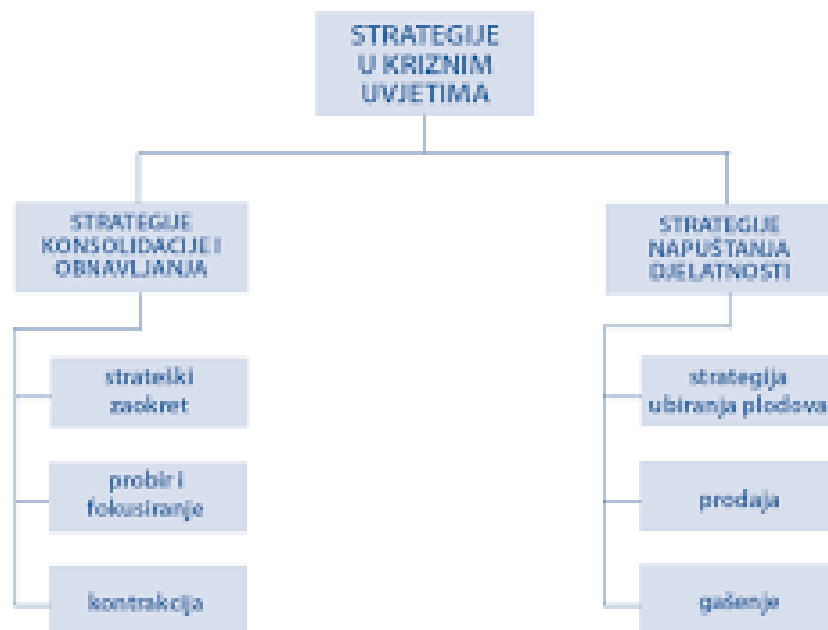 STRATEGIJE
U KRIZNIM
UVJETIMA
STRATEGIJE
KONSOLIDACIJE I
OBNAVLJANJA
strateški
zaokret
probir i
fokusiranje
kontrakcija
STRATEGIJE
NAPUŠTANJA
DJELATNOSTI
strategija
ubiranja plodova
prodaja
gašenje